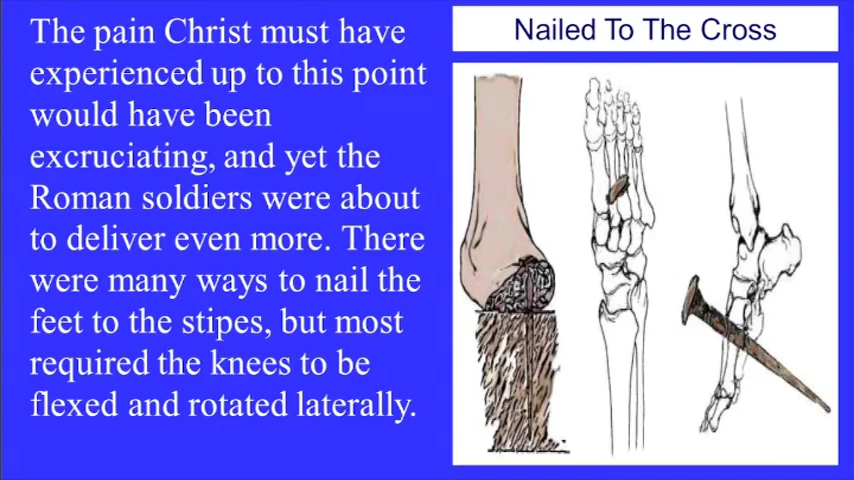 The pain Christ must have
experienced up to this point
would have been
excruciating, and yet the
Roman soldiers were about
to deliver even more. There
were many ways to nail the
feet to the stipes, but most
required the knees to be
flexed and rotated laterally.
Nailed To The Cross